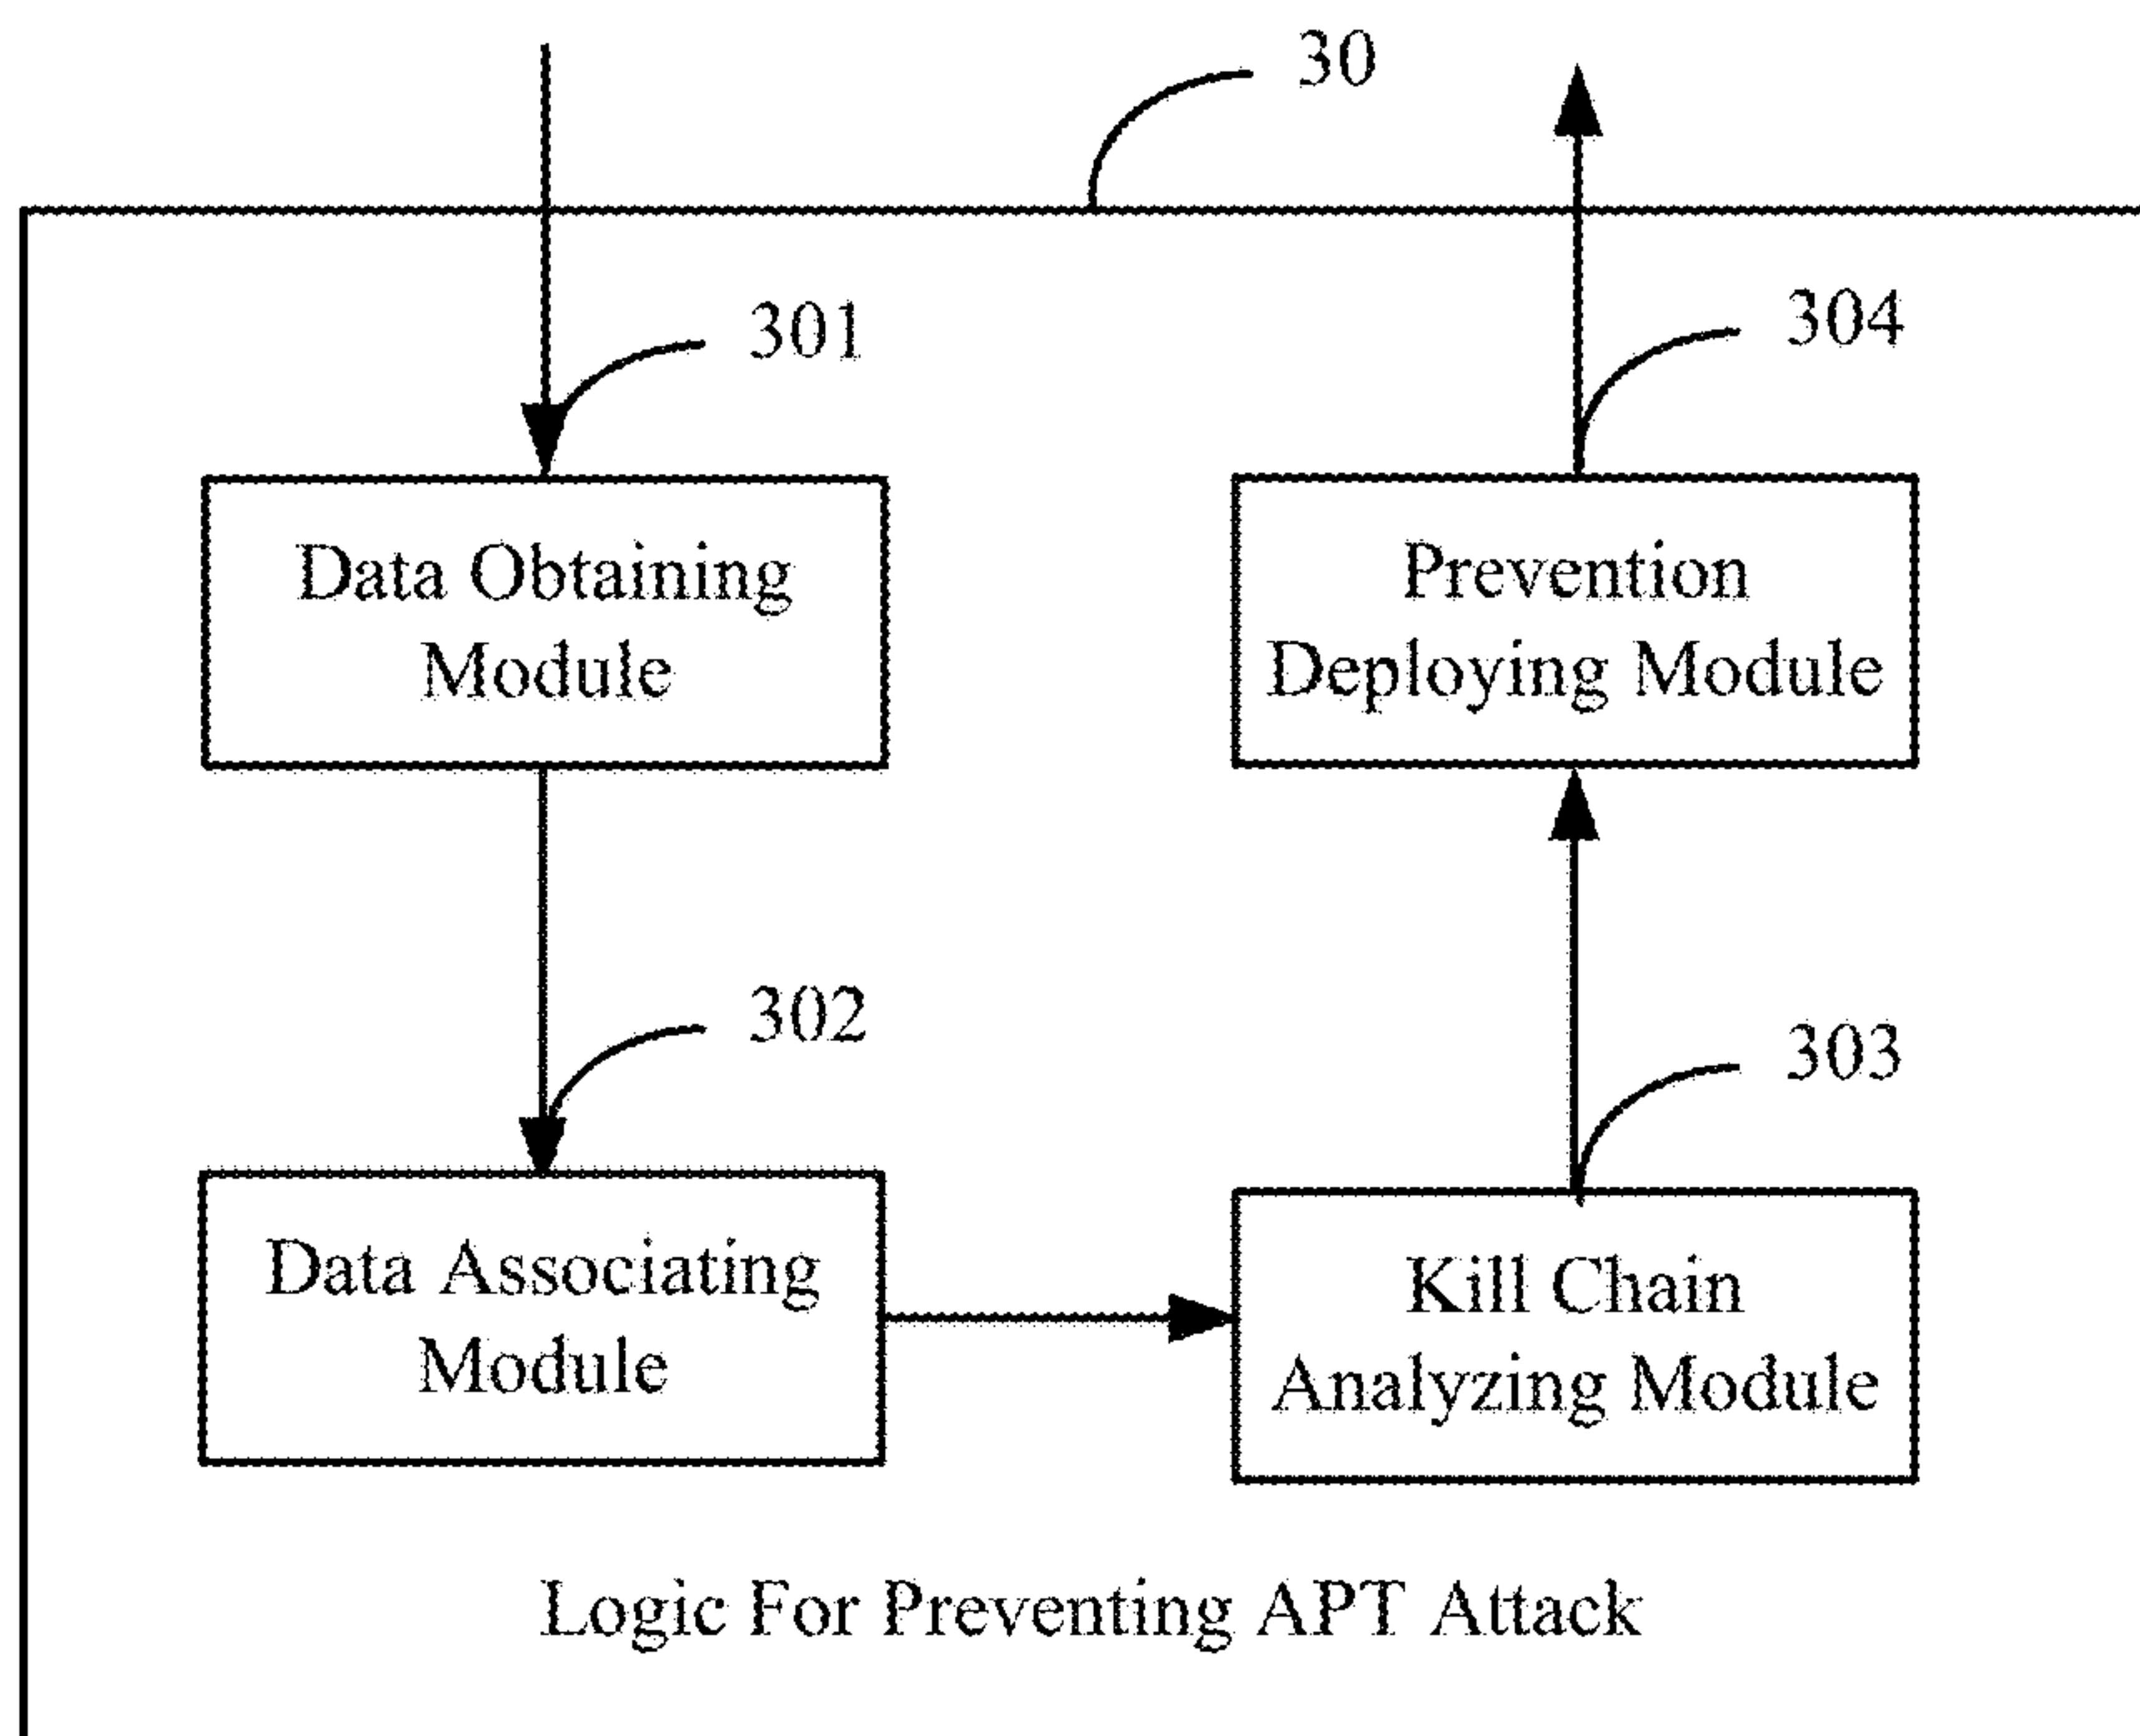 30
301
304
Data Obtaining
Module
Prevention
Deploying Module
302
303
Data Associating
Module
Kill Chain
Analyzing Module
Logic For Preventing APT Attack